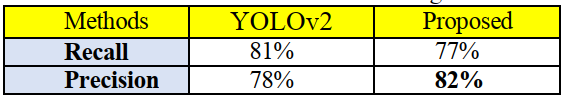 Methods YOLOv2 Proposed
Recall 81% 77%
Precision 78% 82%